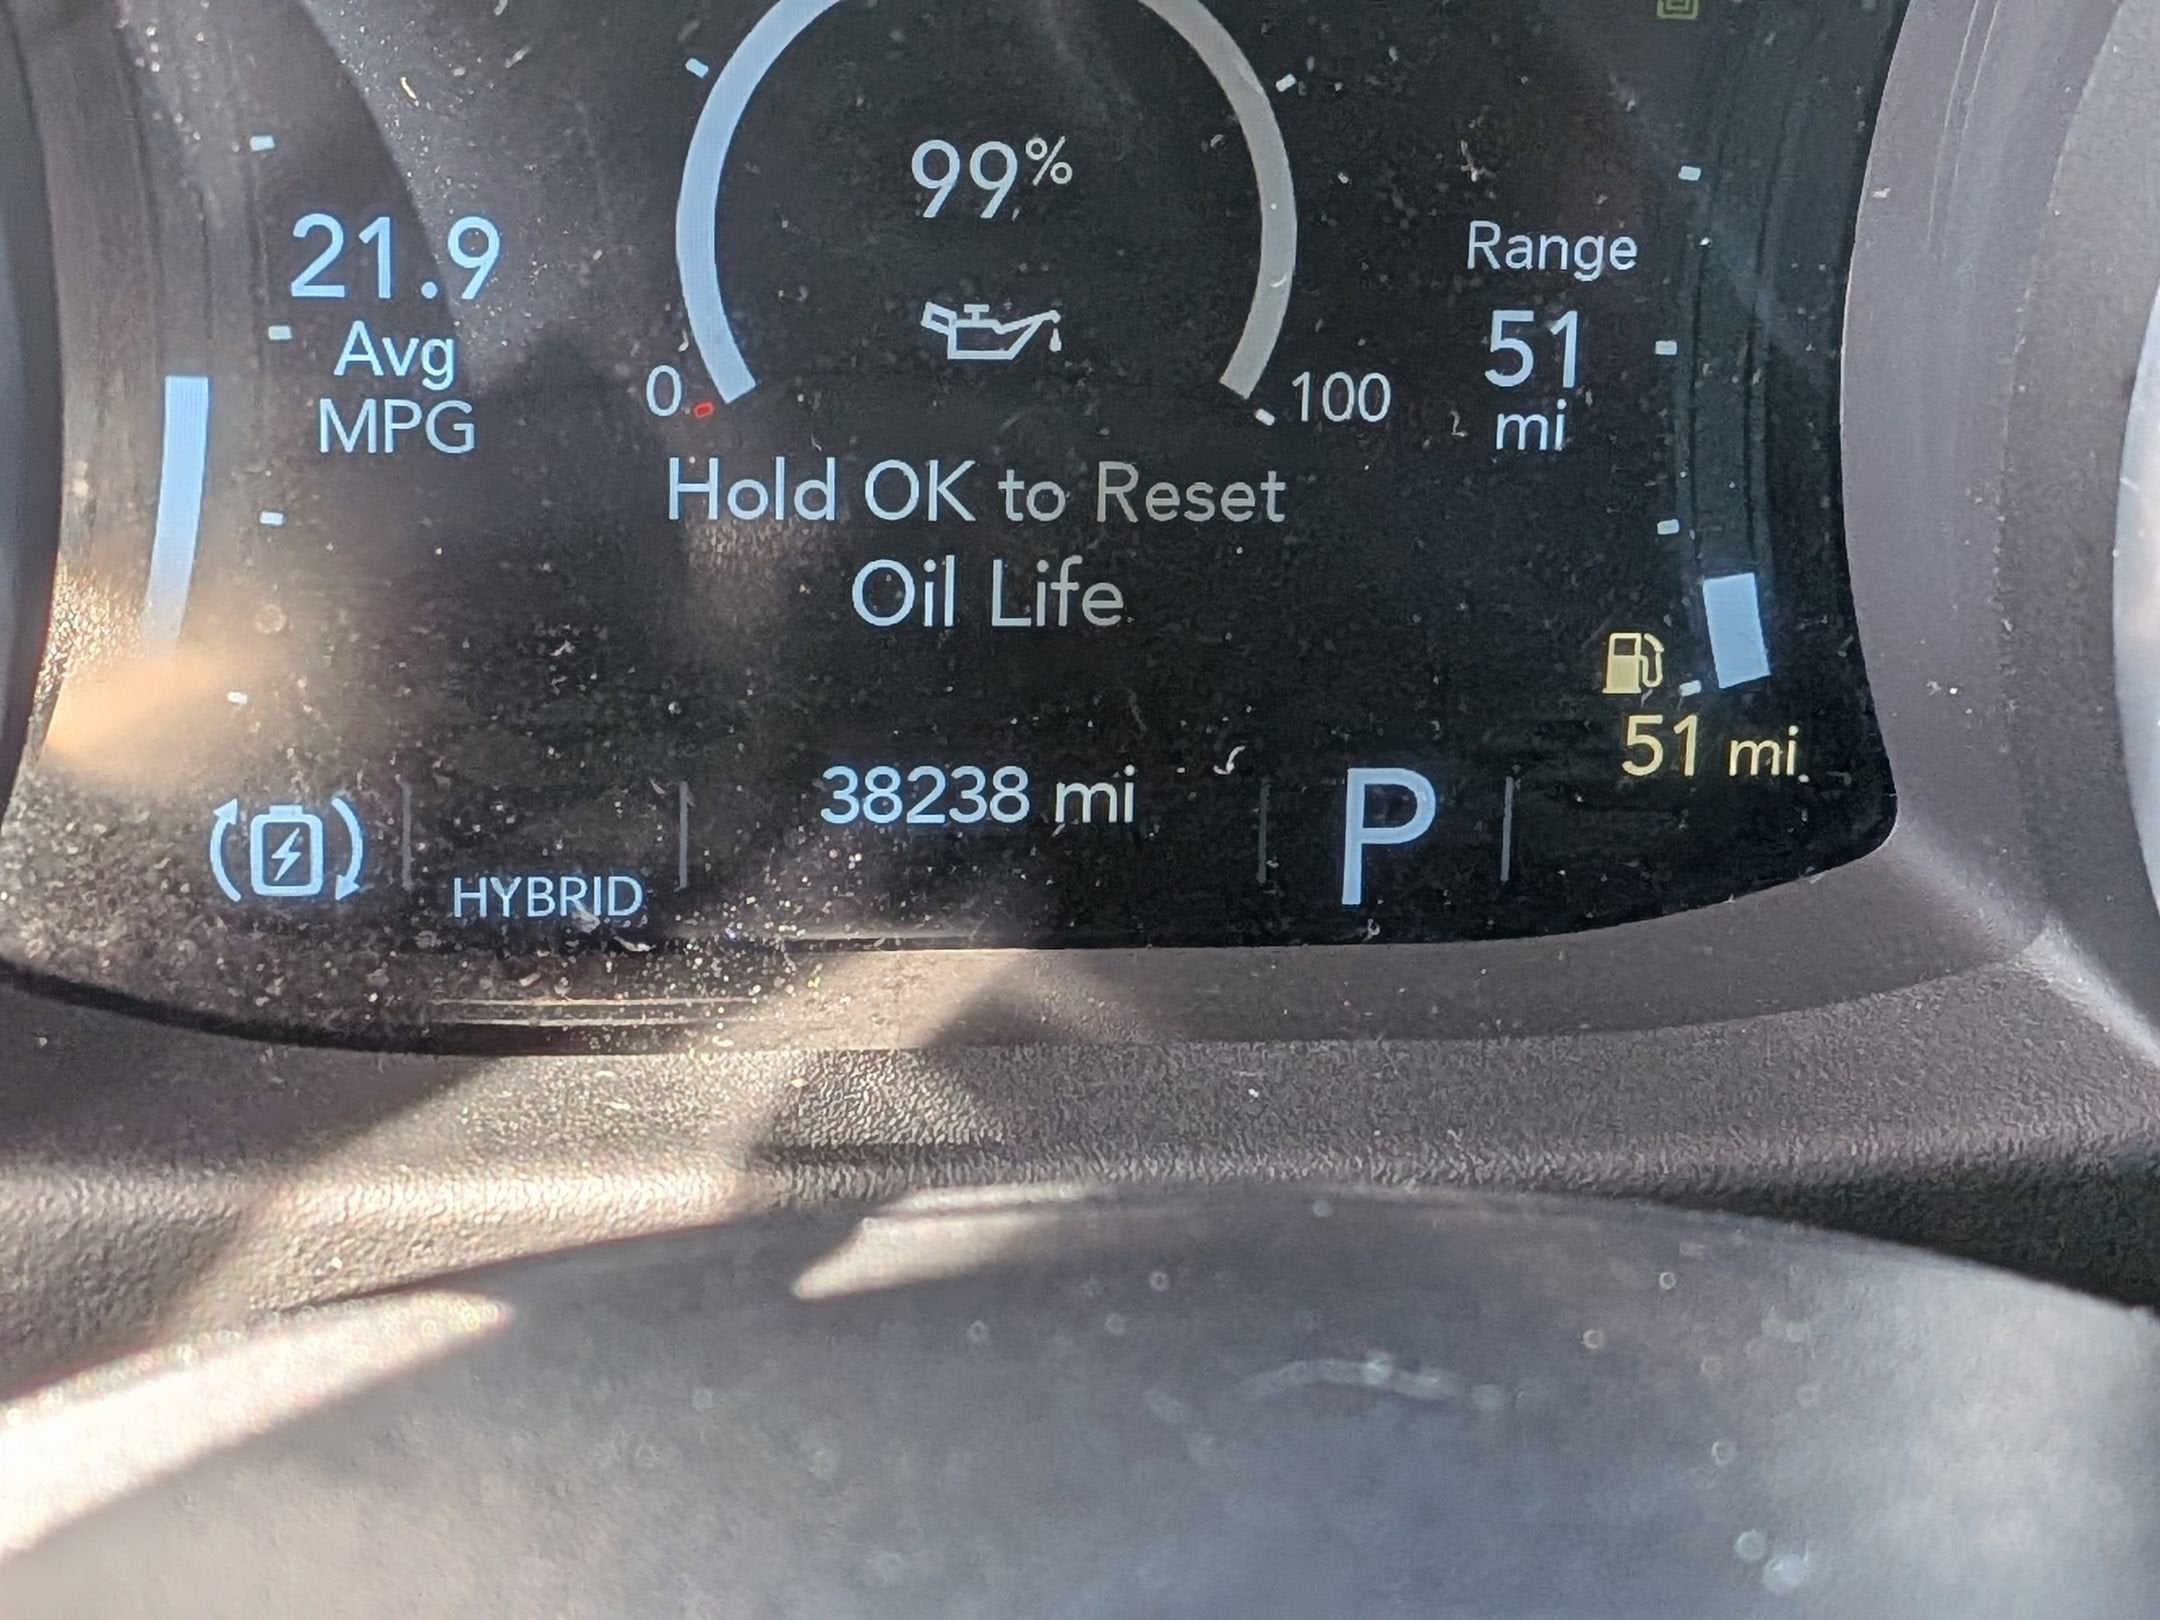 99%
21.9
Avg
MPG
Range
51
mi
0
100
Hold OK to Reset
Oil Life
51 mi
38238 mi
P
HYBRID